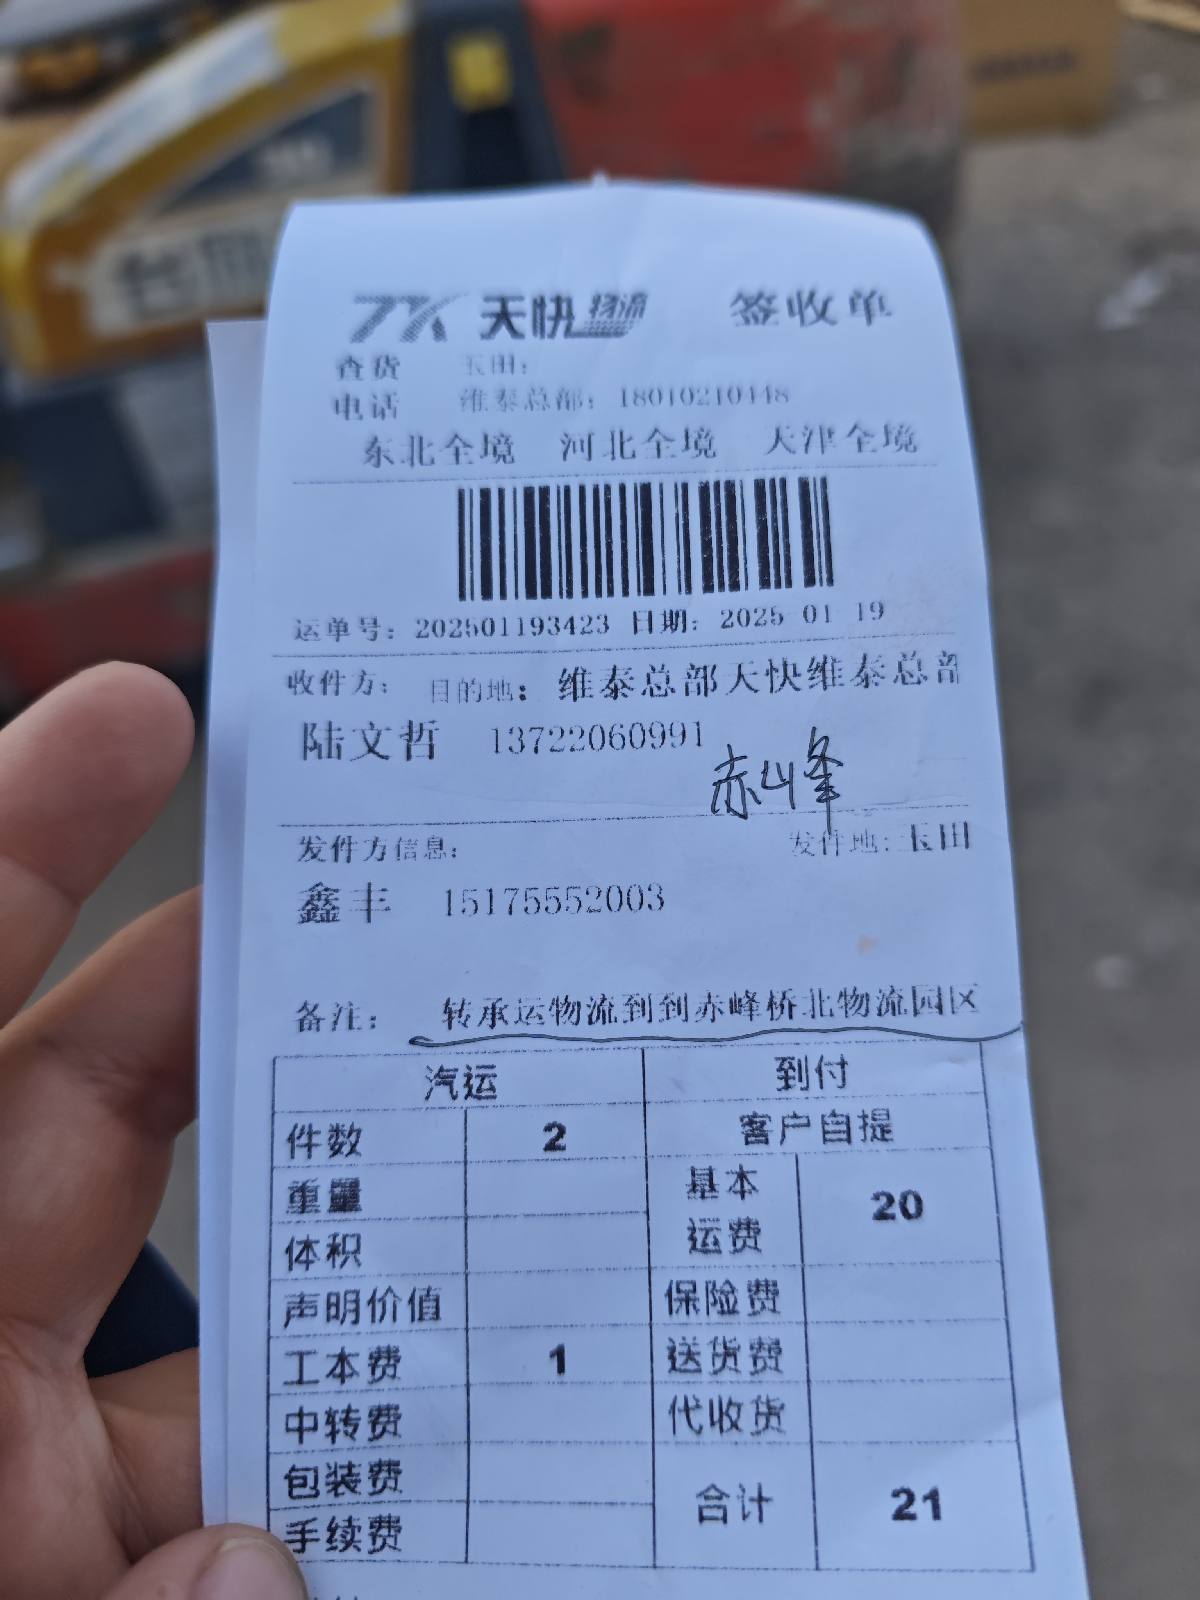 TK 天快物流 签收单
查货 玉田：
电话 维泰总部：18010210448
东北全境 河北全境 天津全境
运单号：202501193423 日期：2025 01 19
收件方： 目的地：维泰总部天快维泰总部
陆文哲 13722060991
赤峰
发件方信息： 发件地：玉田
鑫丰 15175552003
备注： 转承运物流到到赤峰桥北物流园区
汽运 到付
件数 2 客户自提
重量 基本
运费 20
体积
声明价值 保险费
工本费 1 送货费
中转费 代收货
包装费 合计 21
手续费